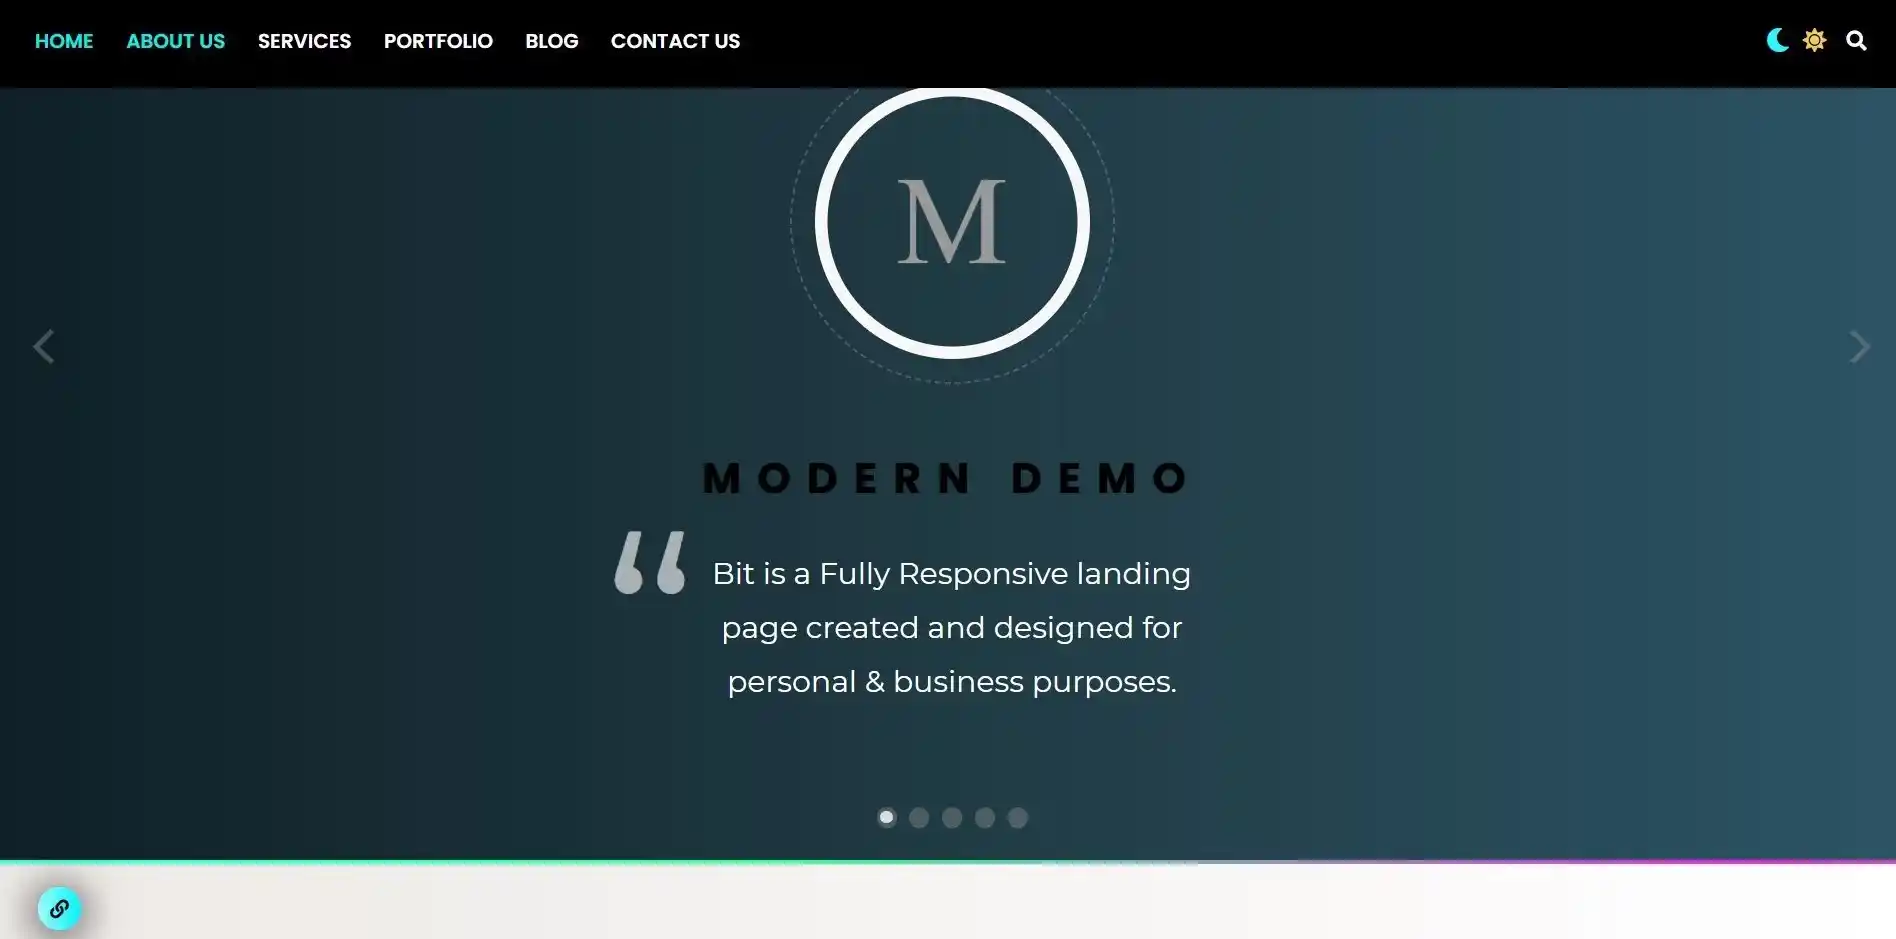 HOME ABOUT US SERVICES PORTFOLIO BLOG CONTACT US
M
MODERN DEMO
“ Bit is a Fully Responsive landing
page created and designed for
personal & business purposes.